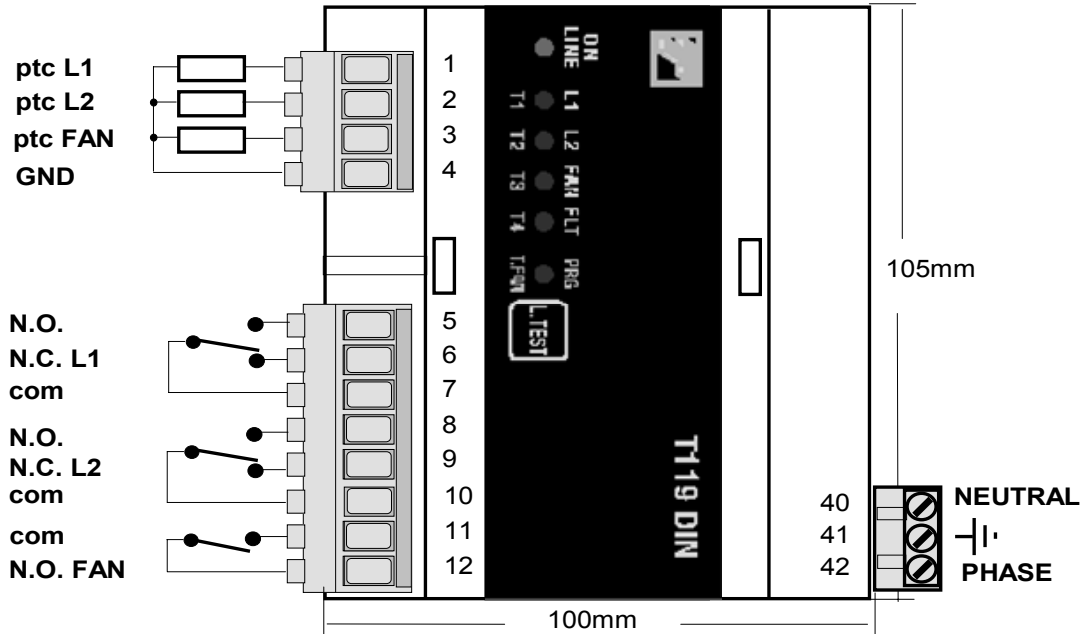 ptc L1
ptc L2
ptc FAN
GND
1
2
3
4
N.O.
N.C. L1
com
N.O.
N.C. L2
com
com
N.O. FAN
5
6
7
8
9
10
11
12
ON
LINE
T1 L1
T2 L2
T3 FAN
T4 FLT
T.FAN PRG
L.TEST
T119 DIN
105mm
40
41
42
NEUTRAL
PHASE
100mm